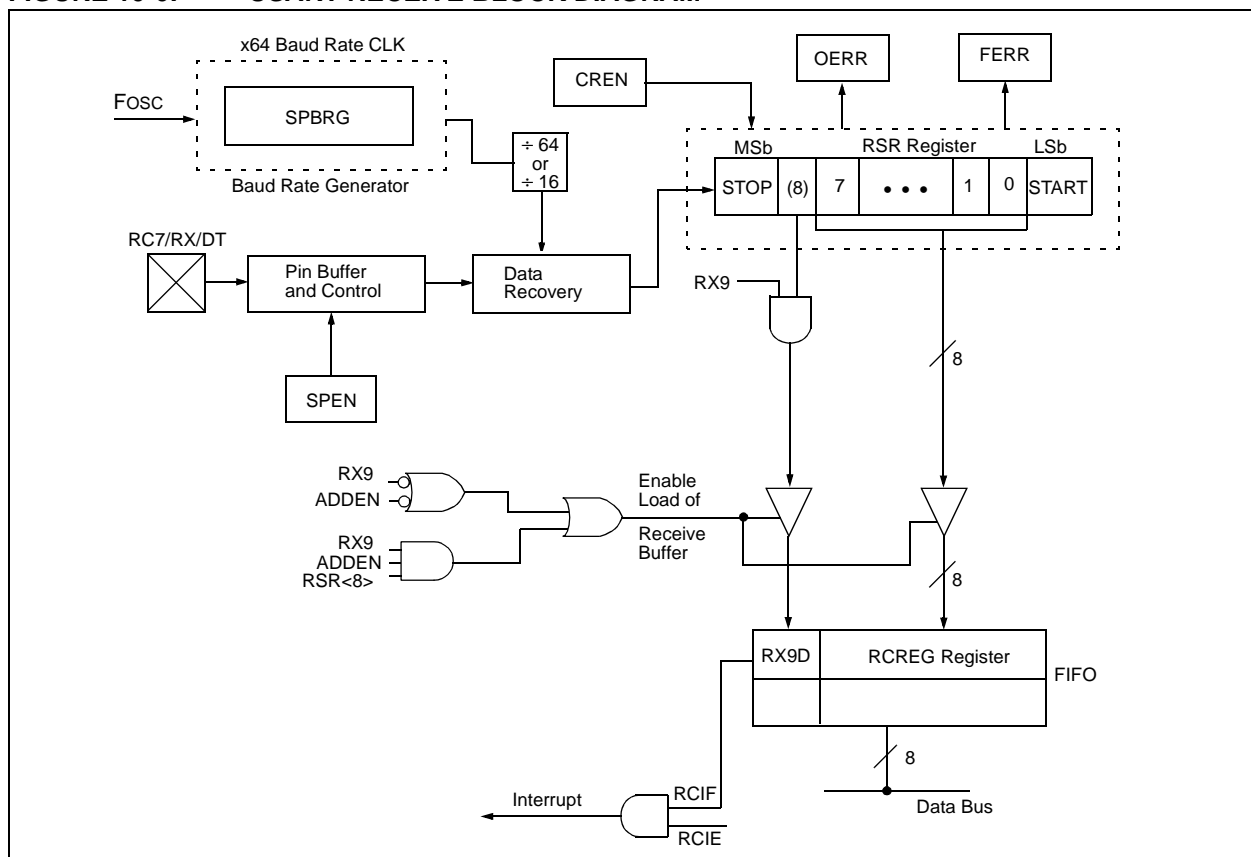 x64 Baud Rate CLK
FOSC
SPBRG
Baud Rate Generator
CREN
OERR
FERR
÷ 64
or
÷ 16
MSb
RSR Register
LSb
STOP
(8)
7
• • •
1
0
START
RC7/RX/DT
Pin Buffer
and Control
Data
Recovery
SPEN
RX9
8
RX9
ADDEN
RX9
ADDEN
RSR<8>
Enable
Load of
Receive
Buffer
8
RX9D
RCREG Register
FIFO
8
Data Bus
Interrupt
RCIF
RCIE